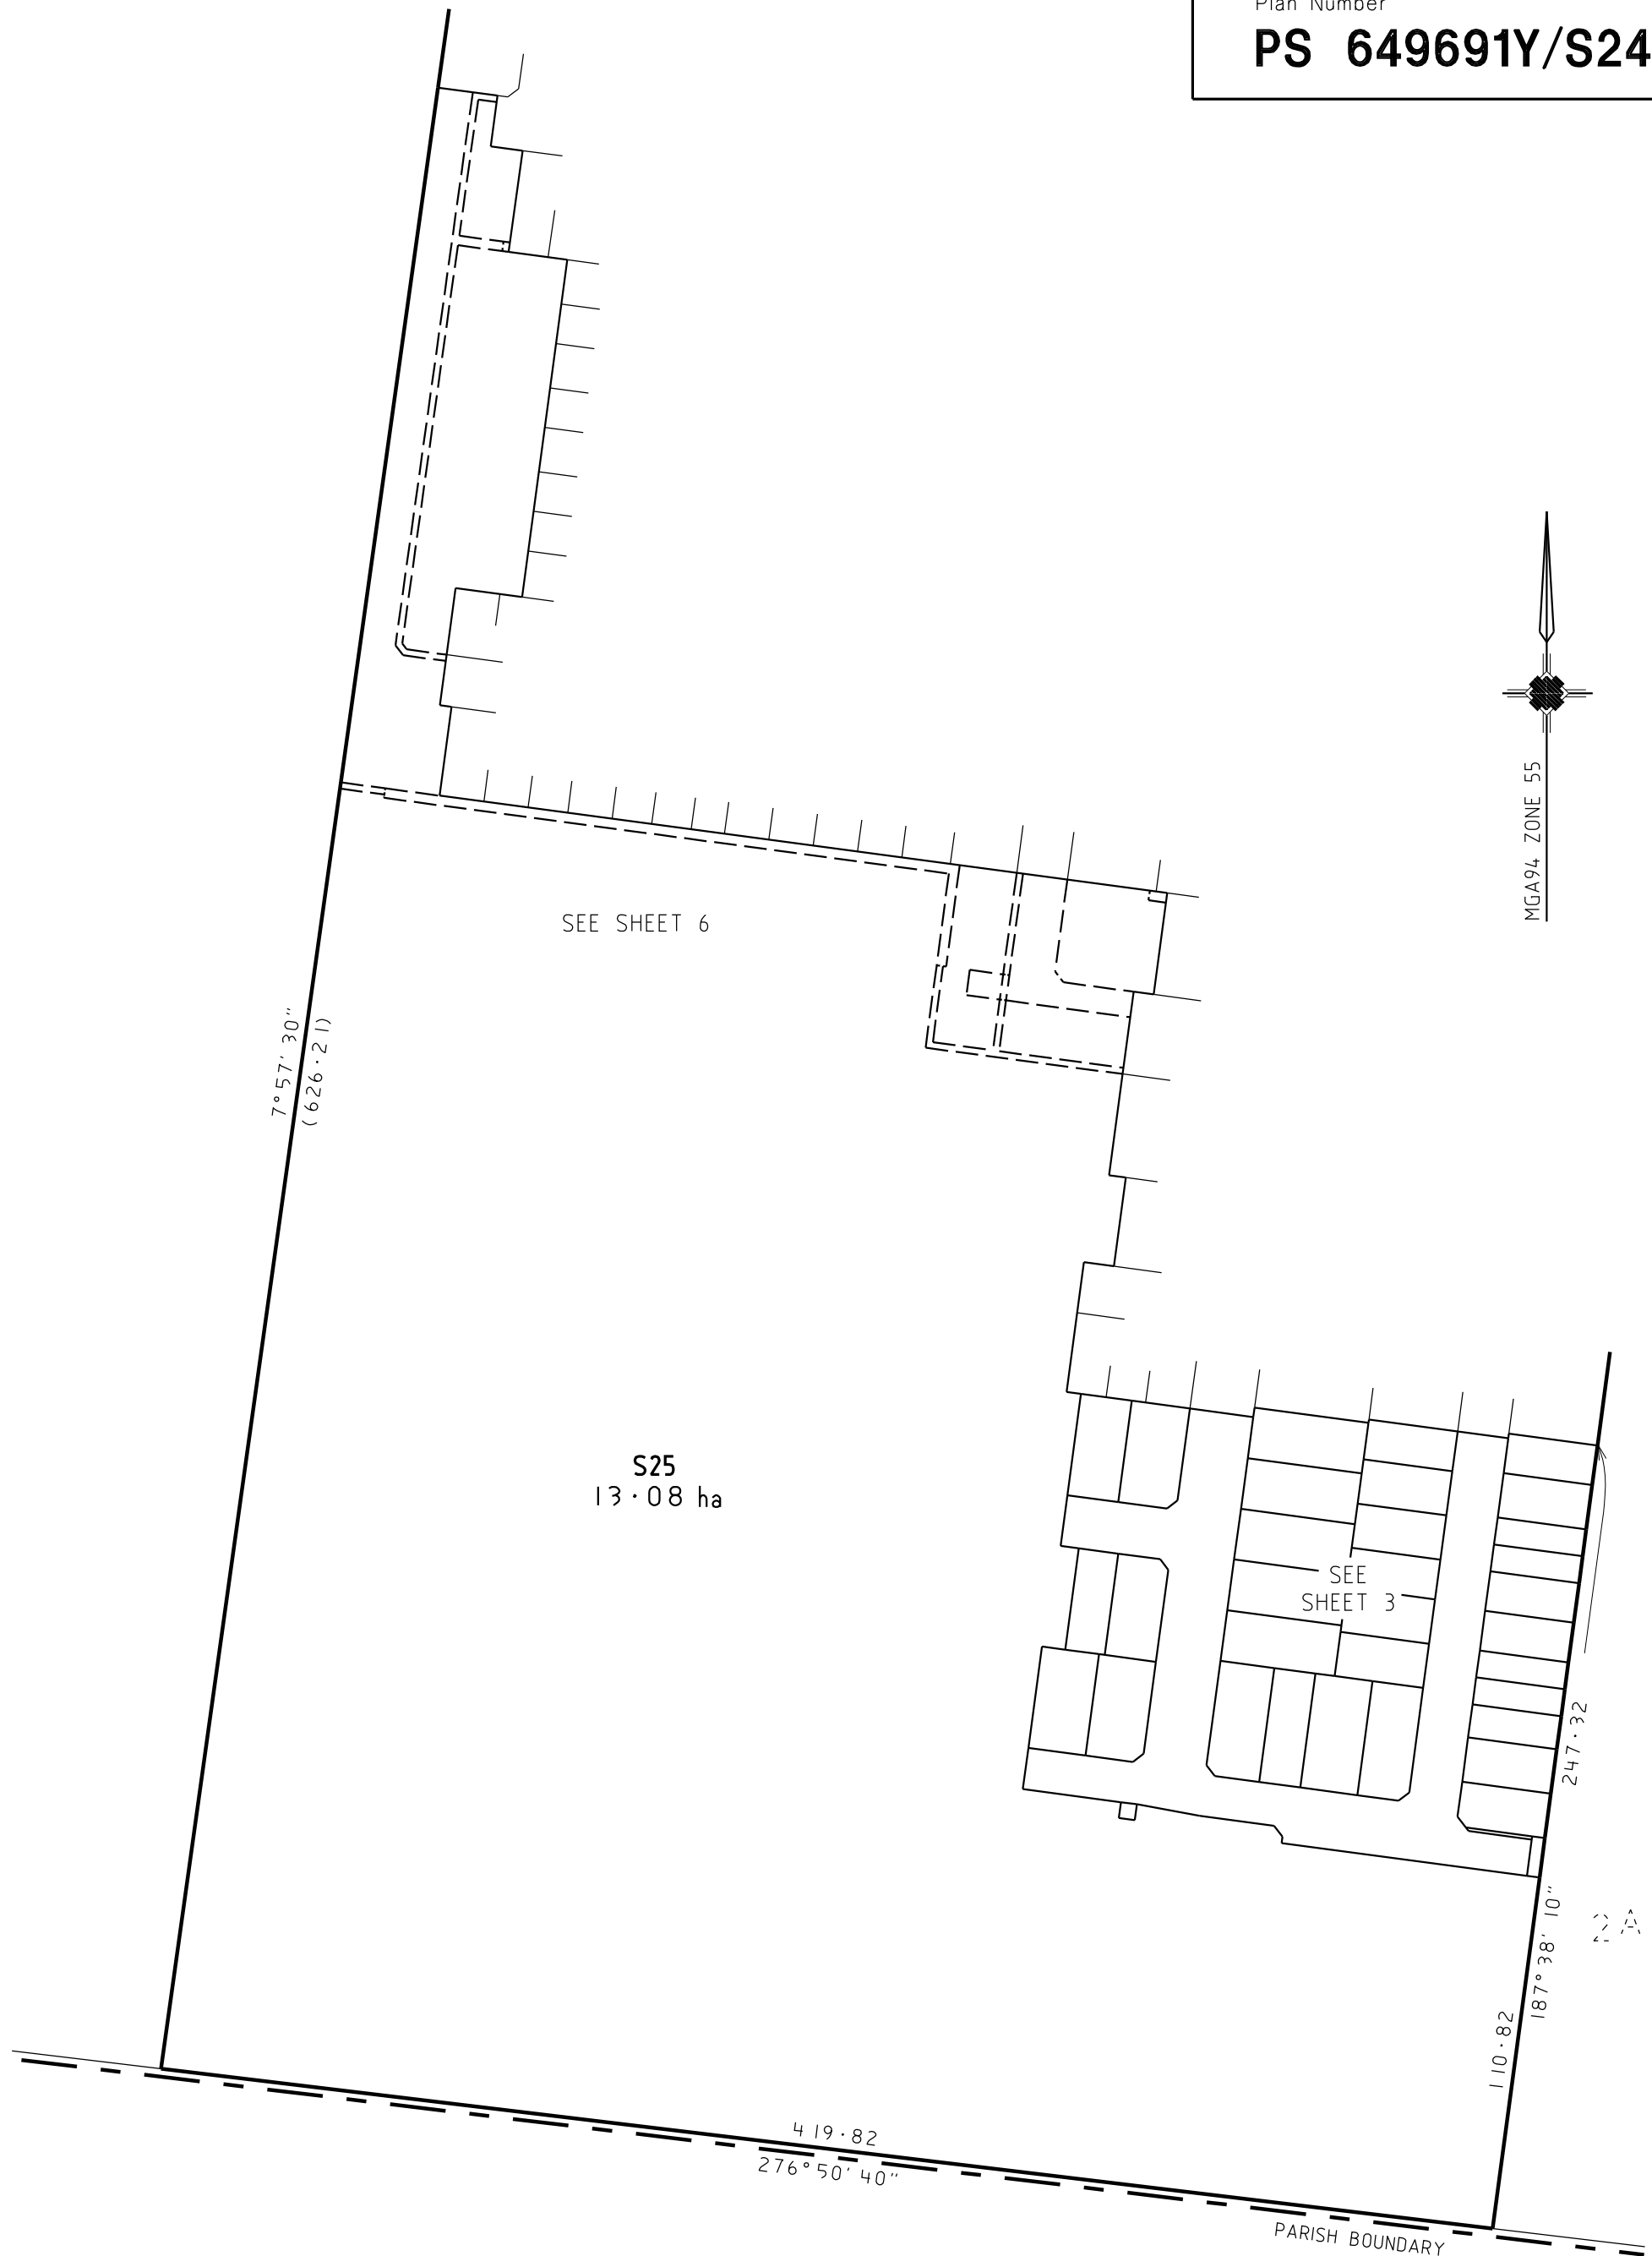 Plan Number
PS 649691Y/S24
MGA94 ZONE 55
SEE SHEET 6
7°57'30"
(626·21)
S25
13·08 ha
SEE
SHEET 3
247·32
187°38'10"
2A
110·82
419·82
276°50'40"
PARISH BOUNDARY